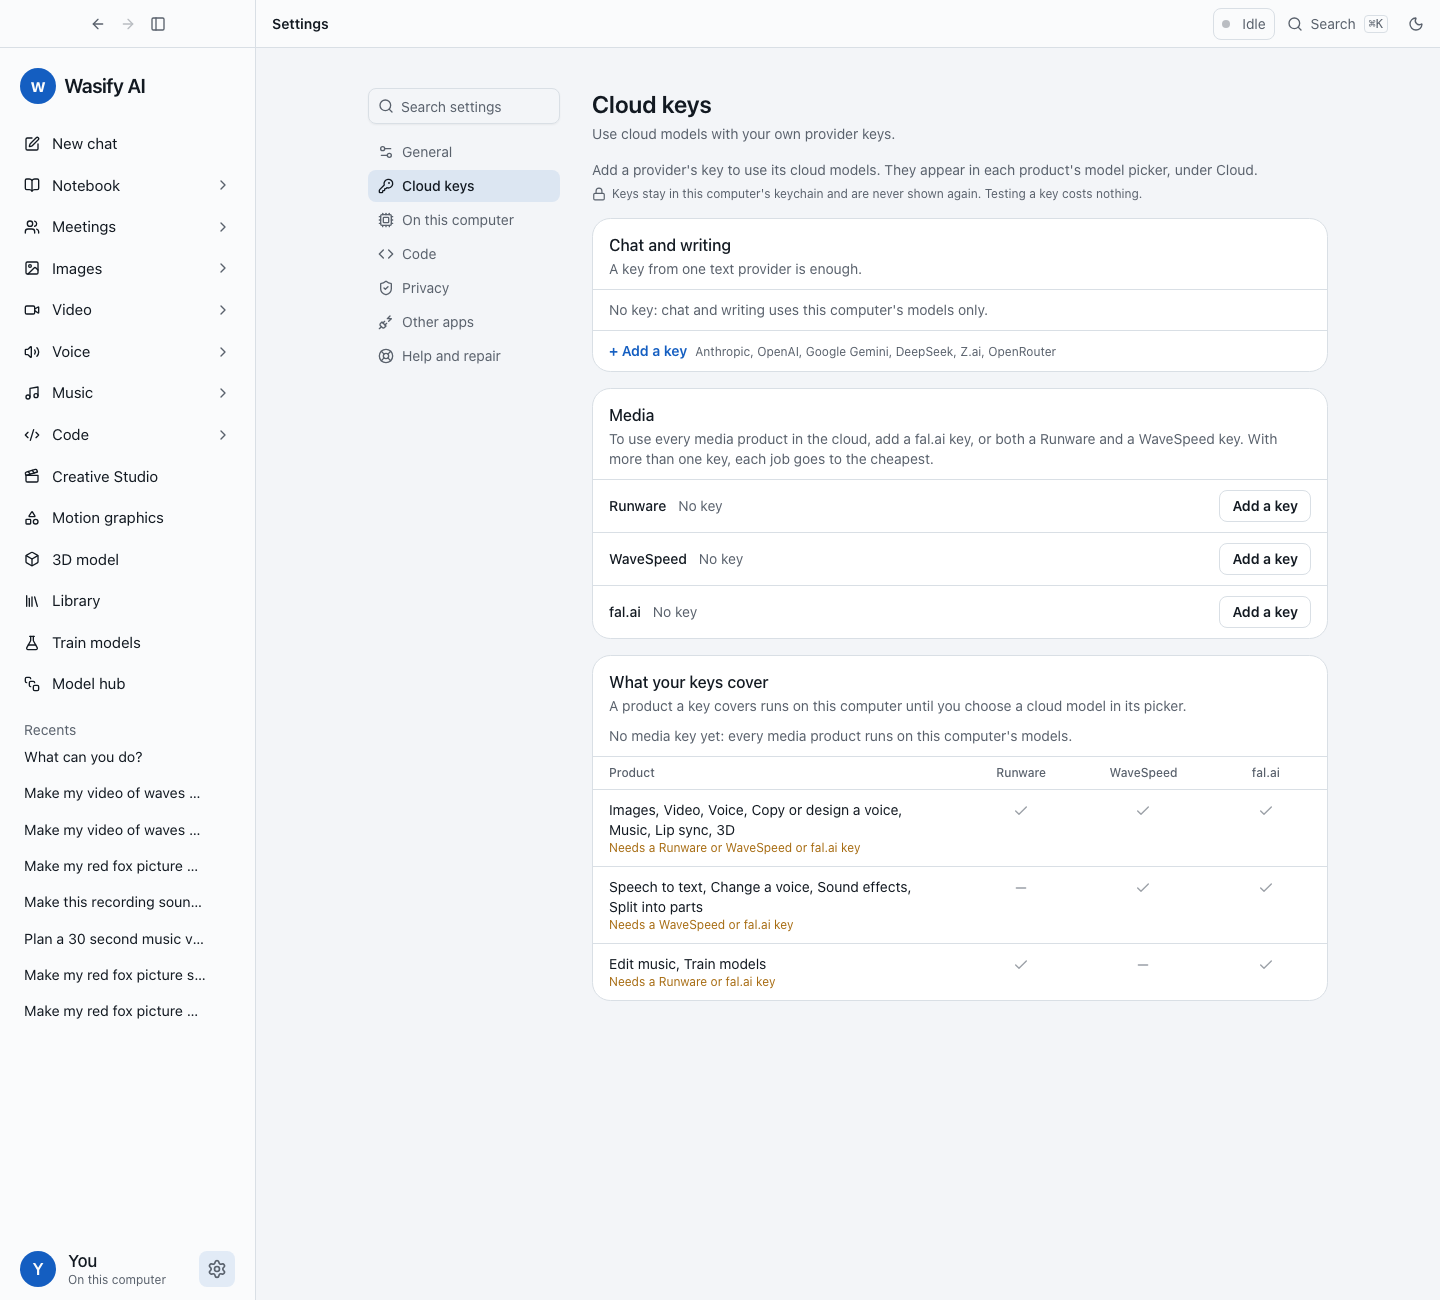 Settings
Idle
Search ⌘K
W Wasify AI
New chat
Notebook
Meetings
Images
Video
Voice
Music
Code
Creative Studio
Motion graphics
3D model
Library
Train models
Model hub
Recents
What can you do?
Make my video of waves ...
Make my video of waves ...
Make my red fox picture ...
Make this recording soun...
Plan a 30 second music v...
Make my red fox picture s...
Make my red fox picture ...
Y You
On this computer
Search settings
General
Cloud keys
On this computer
Code
Privacy
Other apps
Help and repair
Cloud keys
Use cloud models with your own provider keys.
Add a provider's key to use its cloud models. They appear in each product's model picker, under Cloud.
Keys stay in this computer's keychain and are never shown again. Testing a key costs nothing.
Chat and writing
A key from one text provider is enough.
No key: chat and writing uses this computer's models only.
+ Add a key Anthropic, OpenAI, Google Gemini, DeepSeek, Z.ai, OpenRouter
Media
To use every media product in the cloud, add a fal.ai key, or both a Runware and a WaveSpeed key. With
more than one key, each job goes to the cheapest.
Runware No key Add a key
WaveSpeed No key Add a key
fal.ai No key Add a key
What your keys cover
A product a key covers runs on this computer until you choose a cloud model in its picker.
No media key yet: every media product runs on this computer's models.
Product Runware WaveSpeed fal.ai
Images, Video, Voice, Copy or design a voice,
Music, Lip sync, 3D
Needs a Runware or WaveSpeed or fal.ai key
Speech to text, Change a voice, Sound effects,
Split into parts
Needs a WaveSpeed or fal.ai key
Edit music, Train models
Needs a Runware or fal.ai key